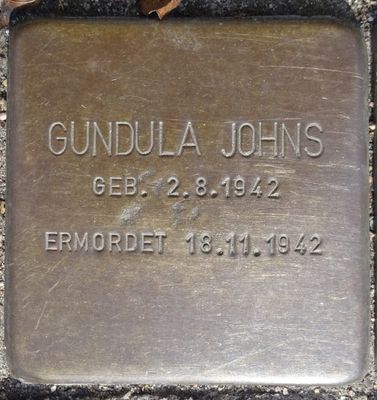 GUNDULA JOHNS
GEB. 2.8.1942
ERMORDET 18.11.1942